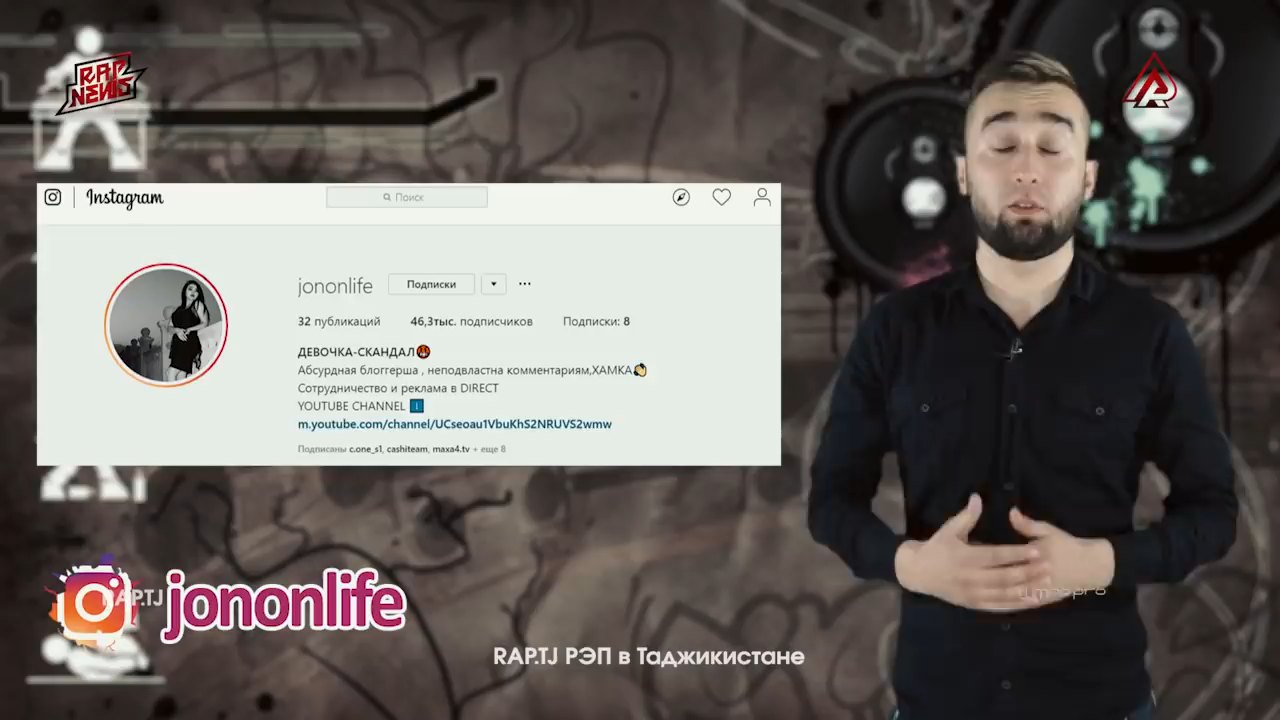 RAP
NEWS
Instagram
Поиск
jononlife
Подписки
32 публикаций
46,3тыс. подписчиков
Подписки: 8
ДЕВОЧКА-СКАНДАЛ
Абсурдная блоггерша , неподвластна комментариям,ХАМКА
Сотрудничество и реклама в DIRECT
YOUTUBE CHANNEL
m.youtube.com/channel/UCseoau1VbuKhS2NRUVS2wmw
Подписаны c.one_s1, cashiteam, maxa4.tv + еще 8
RAP.TJ
jononlife
RAP.TJ РЭП в Таджикистане